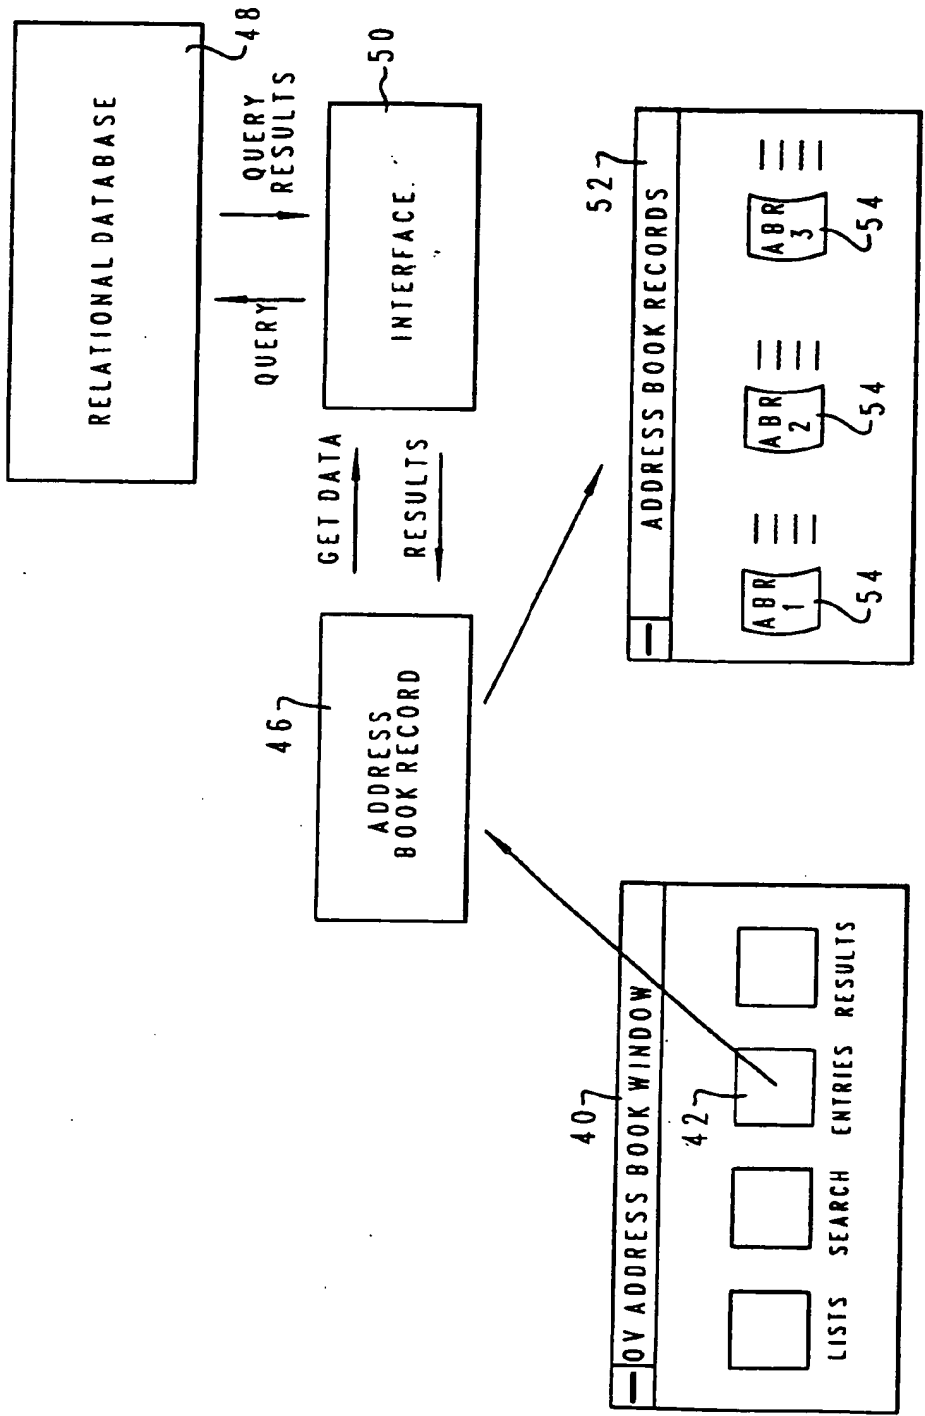 RELATIONAL DATABASE
48
QUERY
QUERY
RESULTS
50
INTERFACE
GET DATA
RESULTS
46
ADDRESS
BOOK RECORD
40
OV ADDRESS BOOK WINDOW
42
LISTS
SEARCH
ENTRIES
RESULTS
52
ADDRESS BOOK RECORDS
ABR
1
ABR
2
ABR
3
54
54
54